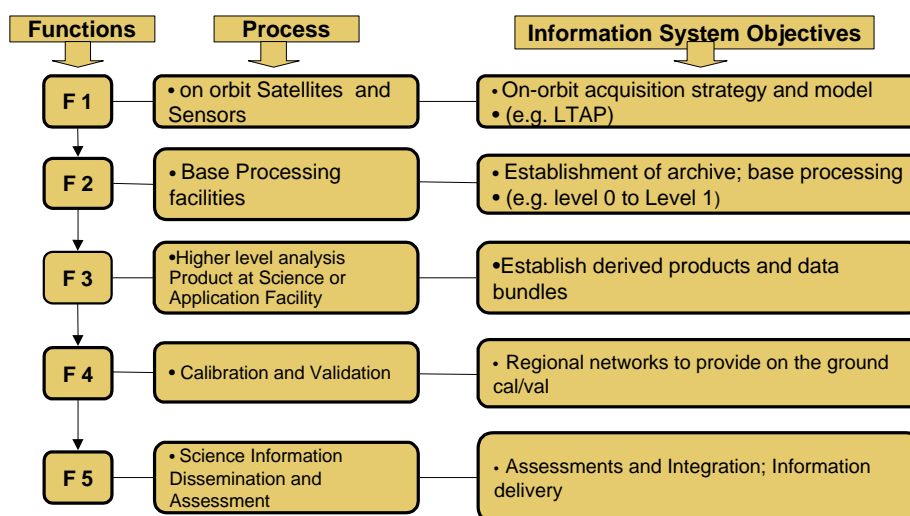 Functions
Process
Information System Objectives
F 1
• on orbit Satellites and
Sensors
•On-orbit acquisition strategy and model
• (e.g. LTAP)
F 2
• Base Processing
facilities
• Establishment of archive; base processing
• (e.g. level 0 to Level 1)
F 3
•Higher level analysis
Product at Science or
Application Facility
•Establish derived products and data
bundles
F 4
• Calibration and Validation
• Regional networks to provide on the ground
cal/val
F 5
• Science Information
Dissemination and
Assessment
• Assessments and Integration; Information
delivery